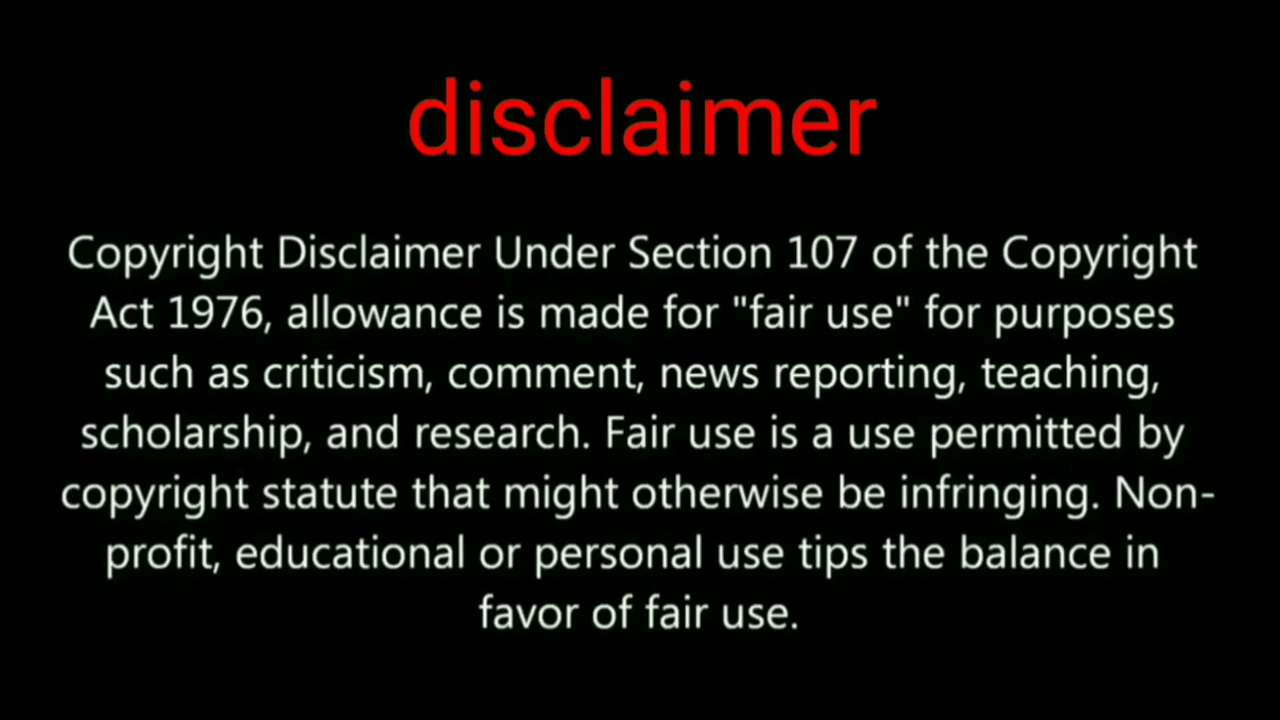 disclaimer
Copyright Disclaimer Under Section 107 of the Copyright
Act 1976, allowance is made for "fair use" for purposes
such as criticism, comment, news reporting, teaching,
scholarship, and research. Fair use is a use permitted by
copyright statute that might otherwise be infringing. Non-
profit, educational or personal use tips the balance in
favor of fair use.